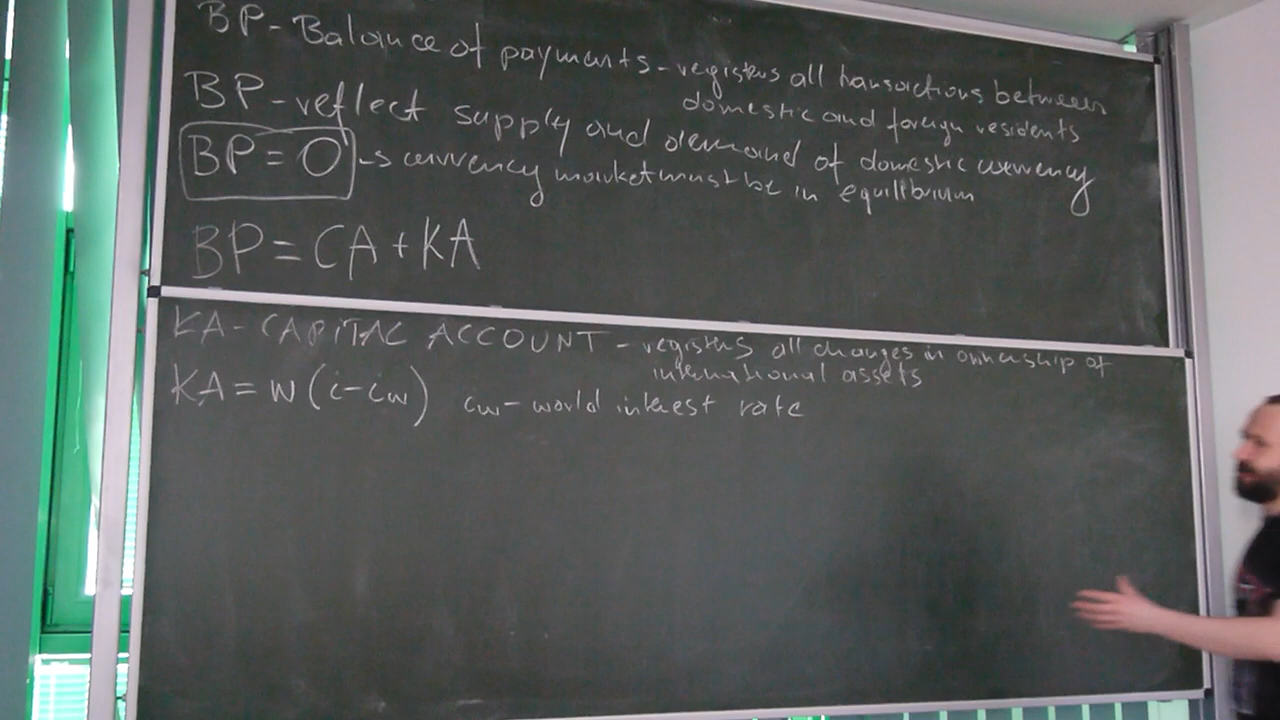 BP - Balance of payments - registers all transactions between
domestic and foreign residents
BP - reflect supply and demand of domestic currency
BP = 0 -> currency market must be in equilibrium
BP = CA + KA
KA - CAPITAL ACCOUNT - registers all changes in ownership of
international assets
KA = W (i - iw) iw - world interest rate